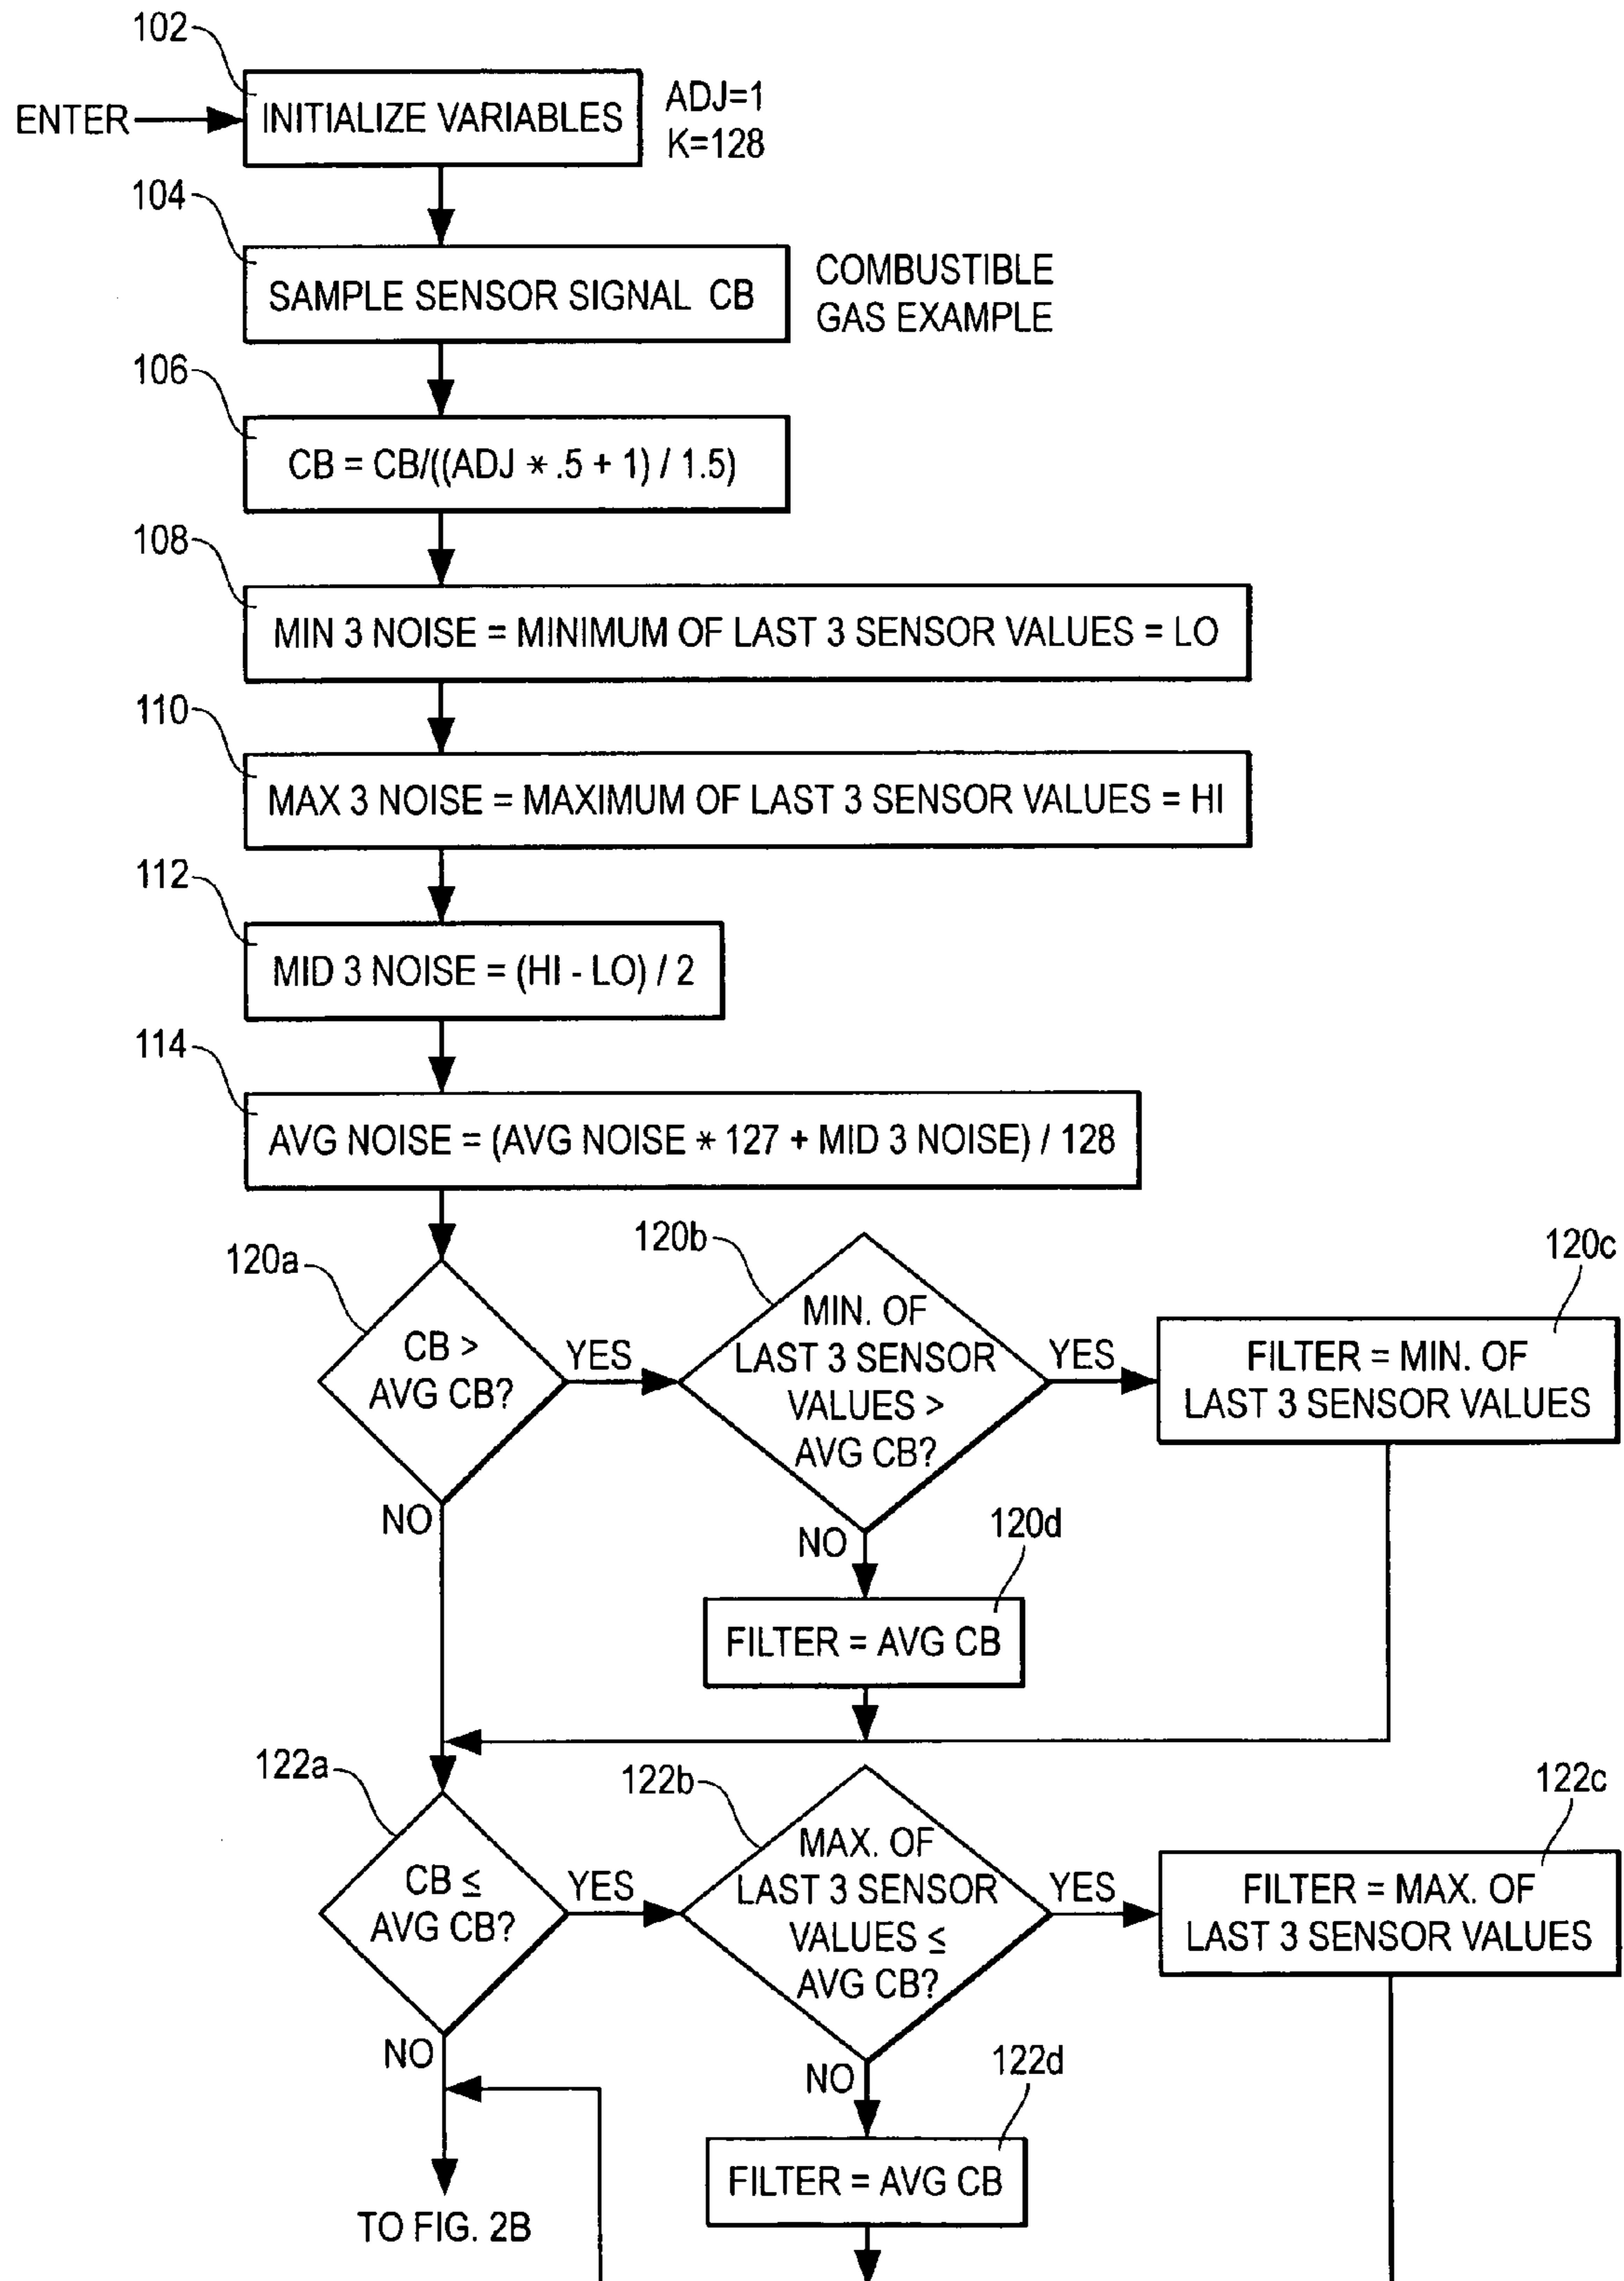 102
ENTER
INITIALIZE VARIABLES
ADJ=1
K=128
104
SAMPLE SENSOR SIGNAL CB
COMBUSTIBLE
GAS EXAMPLE
106
CB = CB/((ADJ * .5 + 1) / 1.5)
108
MIN 3 NOISE = MINIMUM OF LAST 3 SENSOR VALUES = LO
110
MAX 3 NOISE = MAXIMUM OF LAST 3 SENSOR VALUES = HI
112
MID 3 NOISE = (HI - LO) / 2
114
AVG NOISE = (AVG NOISE * 127 + MID 3 NOISE) / 128
120a
CB >
AVG CB?
YES
NO
120b
MIN. OF
LAST 3 SENSOR
VALUES >
AVG CB?
YES
NO
120c
FILTER = MIN. OF
LAST 3 SENSOR VALUES
120d
FILTER = AVG CB
122a
CB ≤
AVG CB?
YES
NO
122b
MAX. OF
LAST 3 SENSOR
VALUES ≤
AVG CB?
YES
NO
122c
FILTER = MAX. OF
LAST 3 SENSOR VALUES
122d
FILTER = AVG CB
TO FIG. 2B